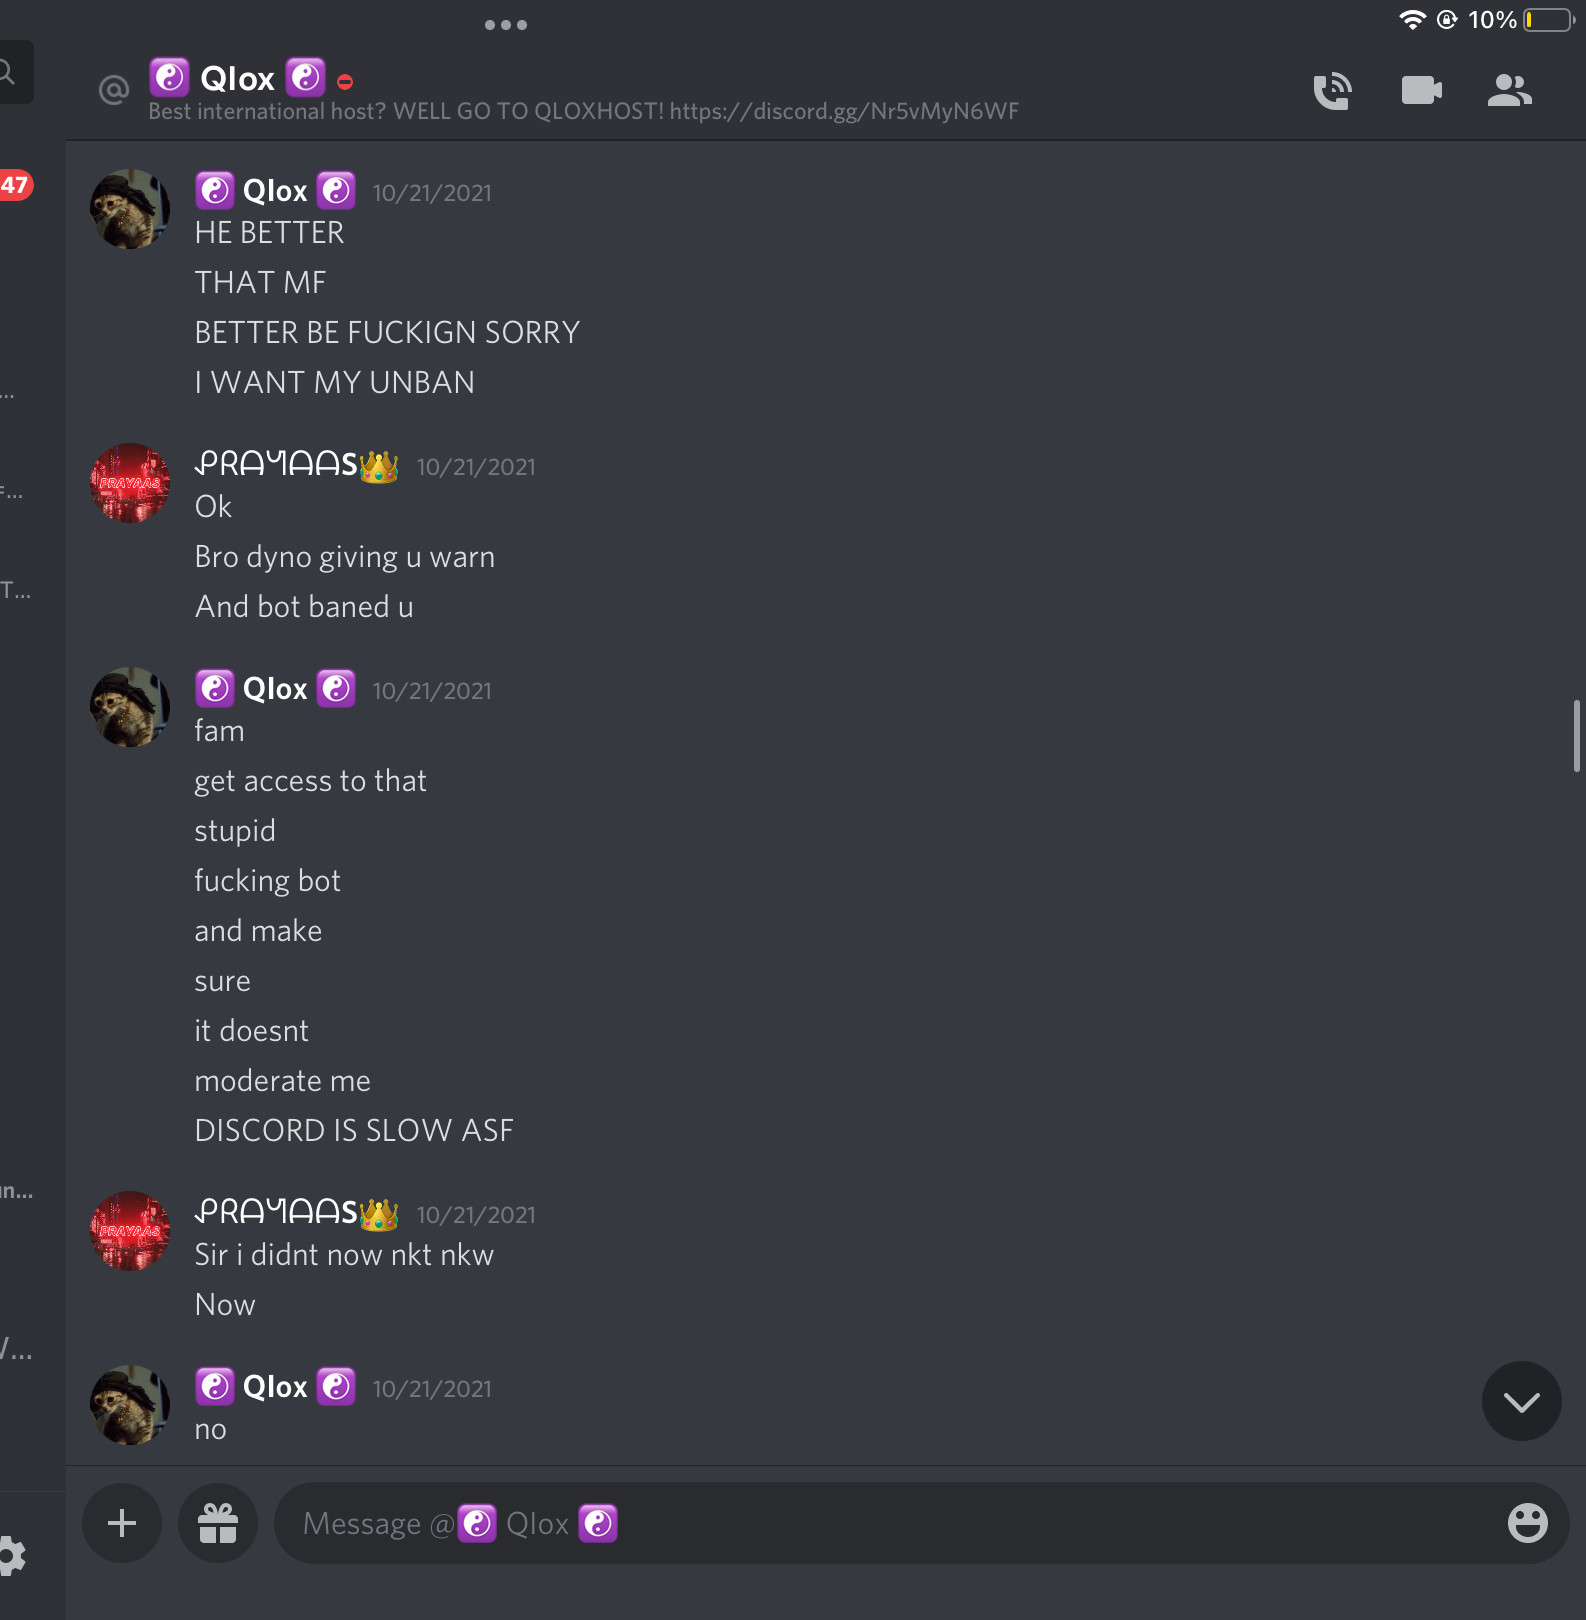 10%
@ ☯️ Qlox ☯️
Best international host? WELL GO TO QLOXHOST! https://discord.gg/Nr5vMyN6WF
47
☯️ Qlox ☯️ 10/21/2021
HE BETTER
THAT MF
BETTER BE FUCKIGN SORRY
I WANT MY UNBAN
ᕈᖇᗩᎩᗩᗩS👑 10/21/2021
PRAYAAS
Ok
Bro dyno giving u warn
And bot baned u
☯️ Qlox ☯️ 10/21/2021
fam
get access to that
stupid
fucking bot
and make
sure
it doesnt
moderate me
DISCORD IS SLOW ASF
ᕈᖇᗩᎩᗩᗩS👑 10/21/2021
PRAYAAS
Sir i didnt now nkt nkw
Now
☯️ Qlox ☯️ 10/21/2021
no
Message @☯️ Qlox ☯️